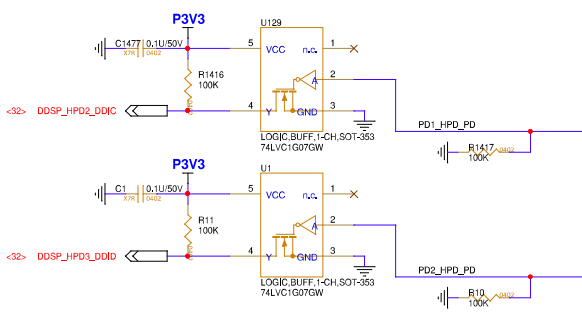 P3V3
U129
C1477 0.1U/50V
X7R 0402
5 VCC n.c. 1
R1416
100K
0402
A 2
<32> DDSP_HPD2_DDIC
4 Y GND 3
LOGIC,BUFF,1-CH,SOT-353
74LVC1G07GW
PD1_HPD_PD
R1417 0402
100K
P3V3
U1
C1 0.1U/50V
X7R 0402
5 VCC n.c. 1
R11
100K
0402
A 2
<32> DDSP_HPD3_DDID
4 Y GND 3
LOGIC,BUFF,1-CH,SOT-353
74LVC1G07GW
PD2_HPD_PD
R10 0402
100K